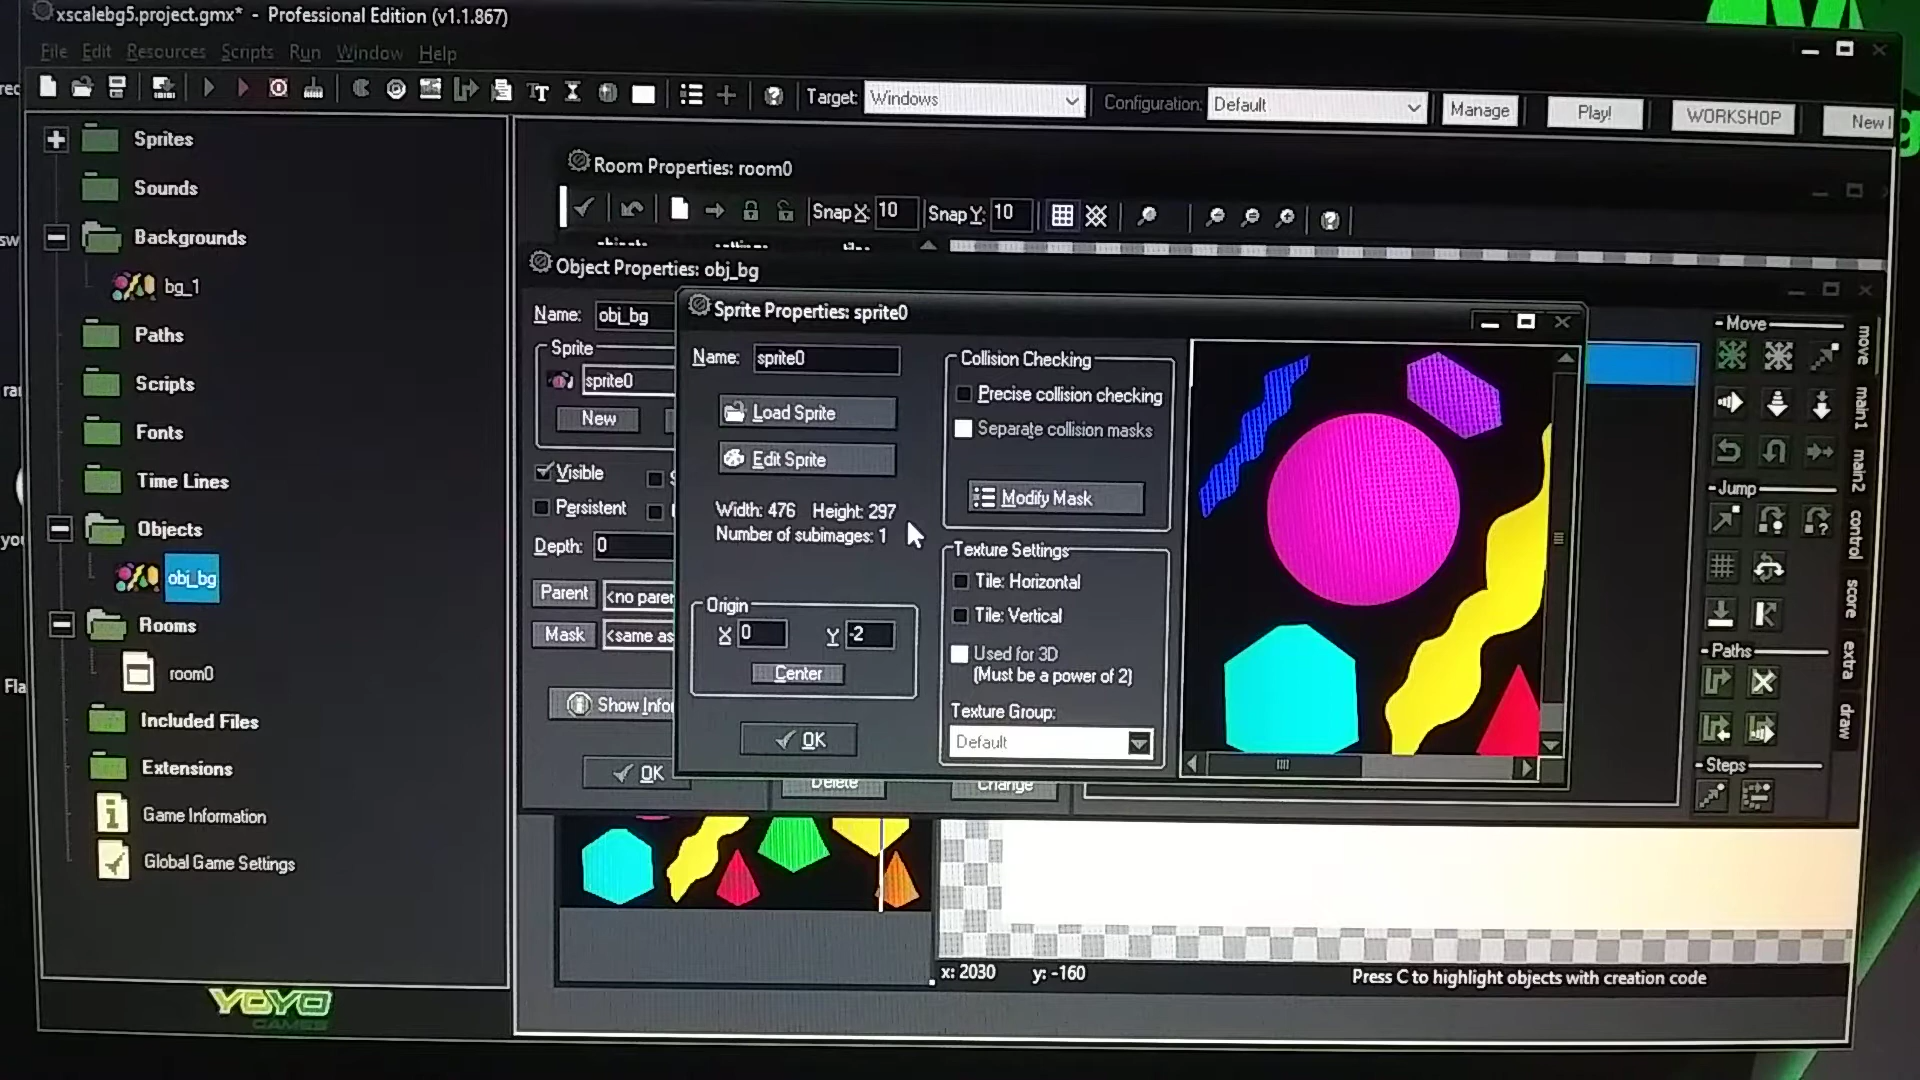 xscalebg5.project.gmx* - Professional Edition (v1.1.867)
File Edit Resources Scripts Run Window Help
Target: Windows Configuration: Default Manage Play! WORKSHOP New
Sprites
Sounds
Backgrounds
bg_1
Paths
Scripts
Fonts
Time Lines
Objects
obj_bg
Rooms
room0
Included Files
Extensions
Game Information
Global Game Settings
YOYO
GAMES
Room Properties: room0
Snap X: 10 Snap Y: 10
objects settings tiles
Object Properties: obj_bg
Name: obj_bg
Sprite
sprite0
New
Visible
Persistent
Depth: 0
Parent <no paren
Mask <same as
Show Info
OK
Delete
Change
Sprite Properties: sprite0
Name: sprite0
Load Sprite
Edit Sprite
Width: 476 Height: 297
Number of subimages: 1
Origin
X 0 Y -2
Center
OK
Collision Checking
Precise collision checking
Separate collision masks
Modify Mask
Texture Settings
Tile: Horizontal
Tile: Vertical
Used for 3D
(Must be a power of 2)
Texture Group:
Default
Move
Jump
Paths
Steps
move
main1
main2
control
score
extra
draw
x: 2030 y: -160
Press C to highlight objects with creation code